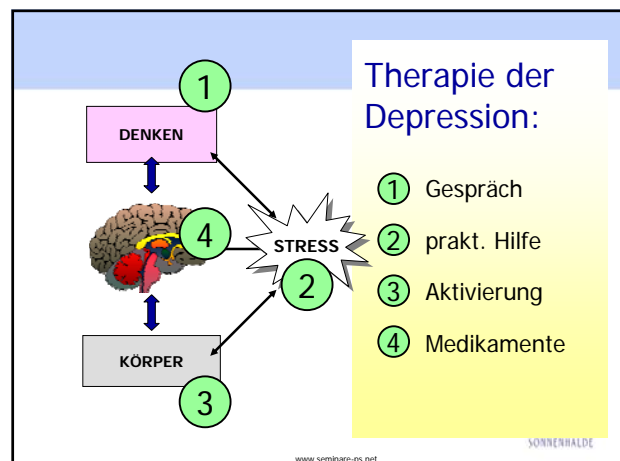 1
DENKEN
4
STRESS
2
KÖRPER
3
Therapie der
Depression:
1 Gespräch
2 prakt. Hilfe
3 Aktivierung
4 Medikamente
SONNENHALDE
www.seminare-ps.net